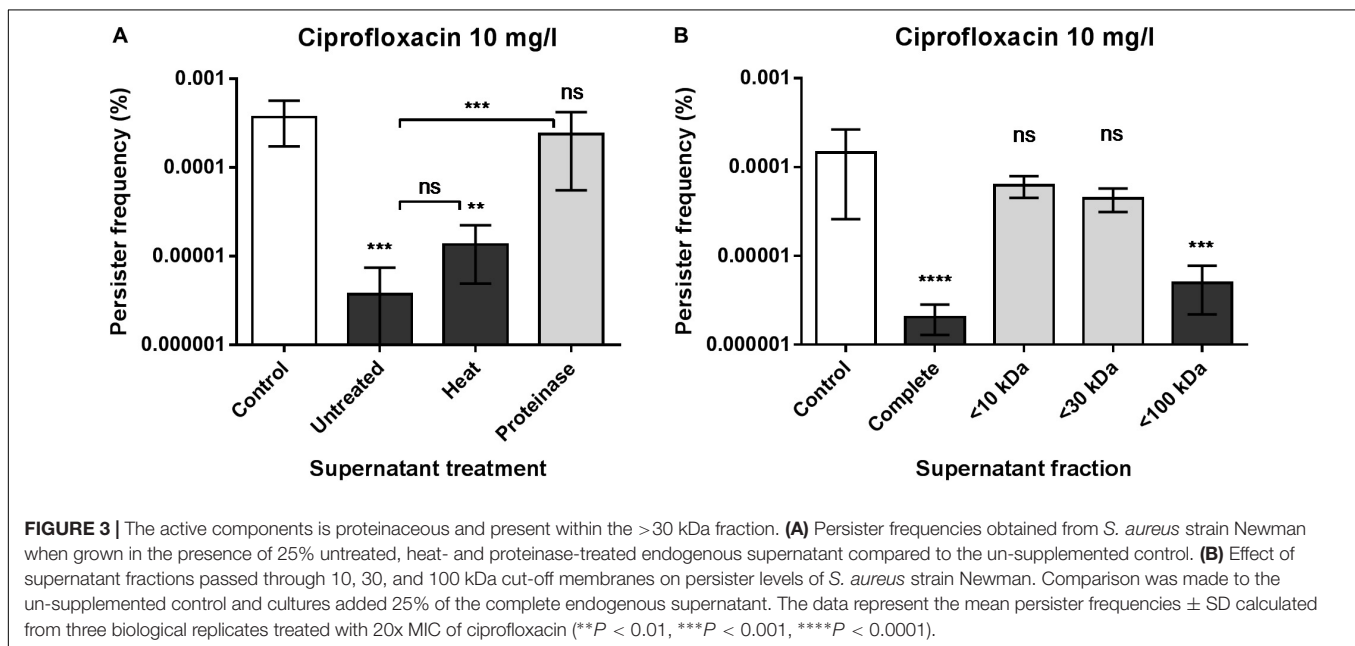 A
Ciprofloxacin 10 mg/l
Persister frequency (%)
0.001
0.0001
0.00001
0.000001
***
ns
**
***
ns
Control
Untreated
Heat
Proteinase
Supernatant treatment
B
Ciprofloxacin 10 mg/l
Persister frequency (%)
0.001
0.0001
0.00001
0.000001
****
ns
ns
***
Control
Complete
<10 kDa
<30 kDa
<100 kDa
Supernatant fraction
FIGURE 3 | The active components is proteinaceous and present within the >30 kDa fraction. (A) Persister frequencies obtained from S. aureus strain Newman
when grown in the presence of 25% untreated, heat- and proteinase-treated endogenous supernatant compared to the un-supplemented control. (B) Effect of
supernatant fractions passed through 10, 30, and 100 kDa cut-off membranes on persister levels of S. aureus strain Newman. Comparison was made to the
un-supplemented control and cultures added 25% of the complete endogenous supernatant. The data represent the mean persister frequencies ± SD calculated
from three biological replicates treated with 20x MIC of ciprofloxacin (**P < 0.01, ***P < 0.001, ****P < 0.0001).